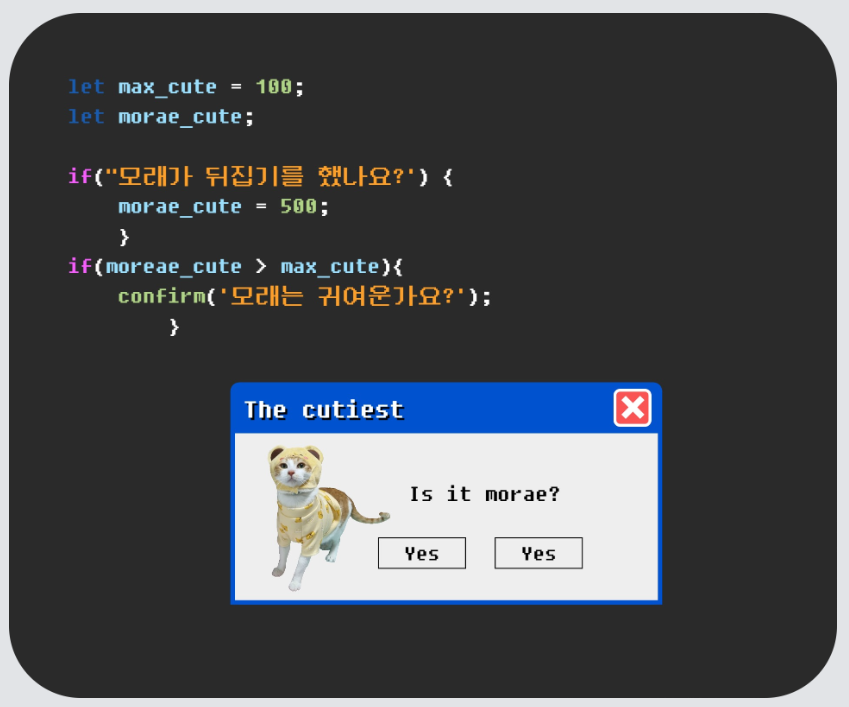 let max_cute = 100;
let morae_cute;
if("모래가 뒤집기를 했나요?') {
morae_cute = 500;
}
if(moreae_cute > max_cute){
confirm('모래는 귀여운가요?');
}
The cutiest
Is it morae?
Yes Yes